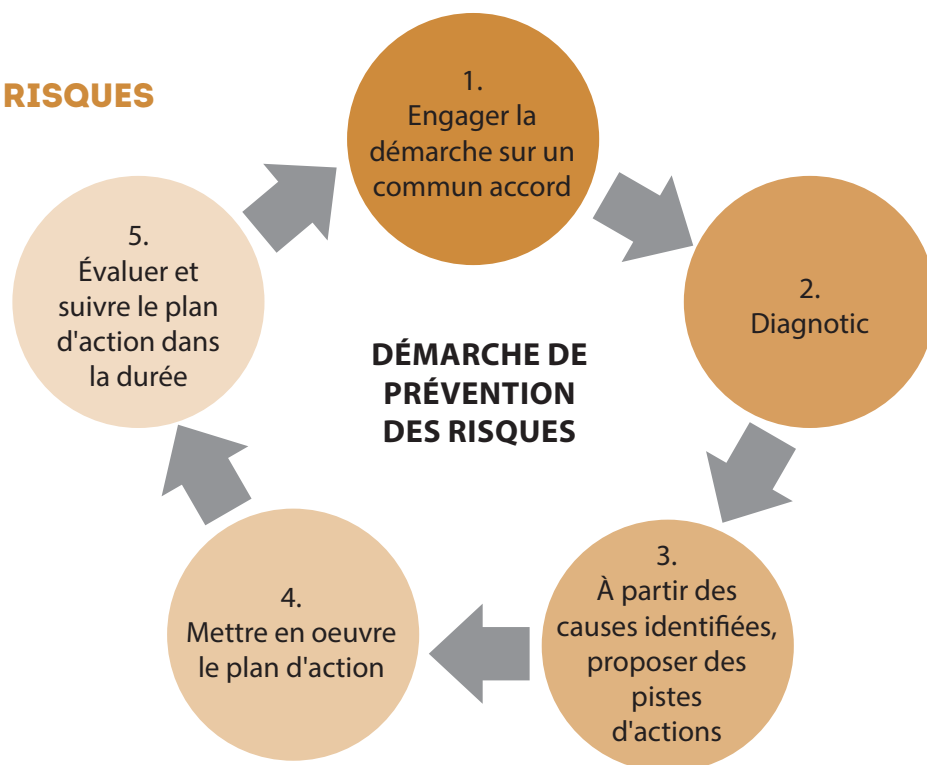 RISQUES
1.
Engager la
démarche sur un
commun accord
2.
Diagnotic
3.
À partir des
causes identifiées,
proposer des
pistes
d'actions
4.
Mettre en oeuvre
le plan d'action
5.
Évaluer et
suivre le plan
d'action dans
la durée
DÉMARCHE DE
PRÉVENTION
DES RISQUES